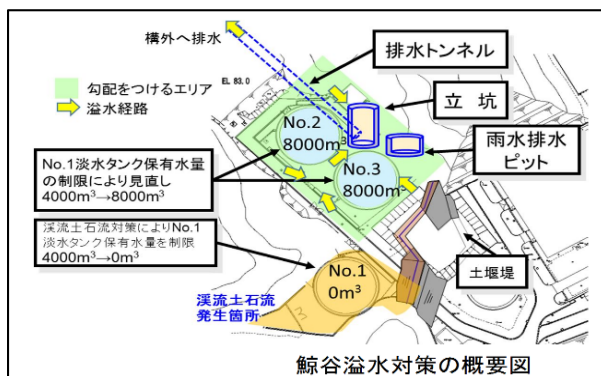 構外へ排水
排水トンネル
勾配をつけるエリア
溢水経路
EL 83.0
立坑
雨水排水
ピット
No.2
8000m³
No.3
8000m³
No.1淡水タンク保有水量
の制限により見直し
4000m³→8000m³
渓流土石流対策によりNo.1
淡水タンク保有水量を制限
4000m³→0m³
No.1
0m³
土堰堤
渓流土石流
発生箇所
鯨谷溢水対策の概要図